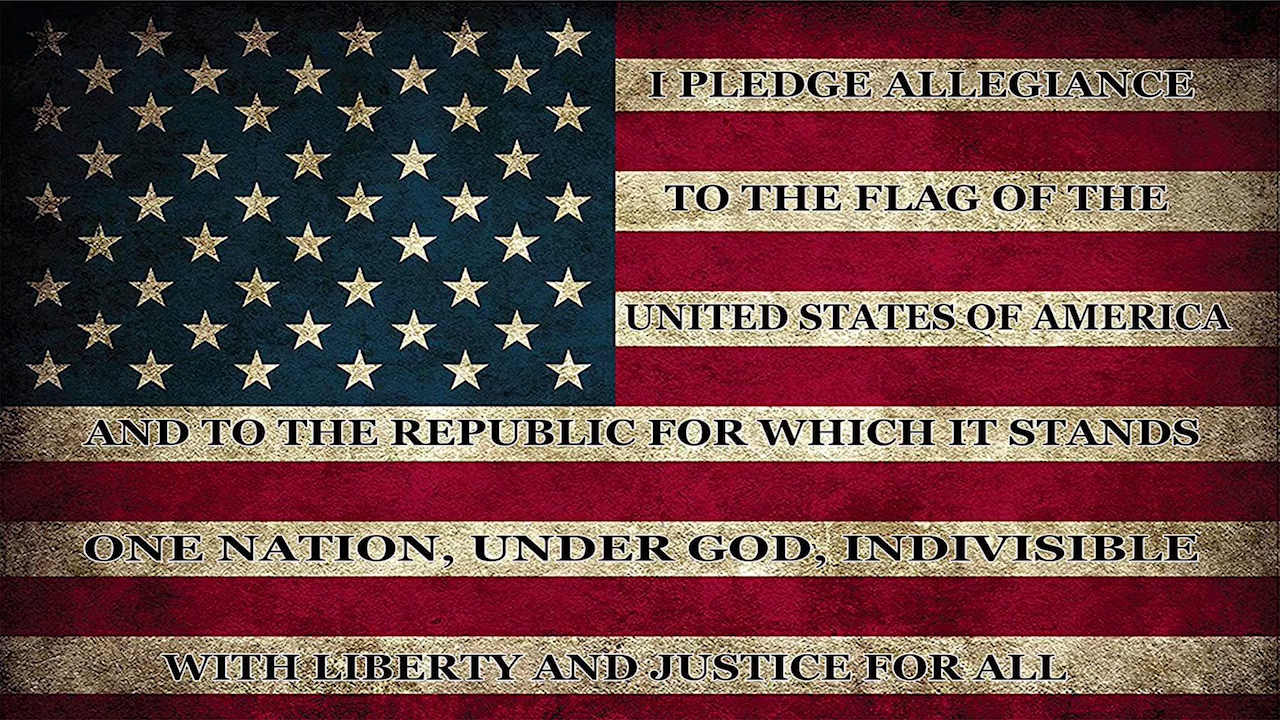 I PLEDGE ALLEGIANCE
TO THE FLAG OF THE
UNITED STATES OF AMERICA
AND TO THE REPUBLIC FOR WHICH IT STANDS
ONE NATION, UNDER GOD, INDIVISIBLE
WITH LIBERTY AND JUSTICE FOR ALL